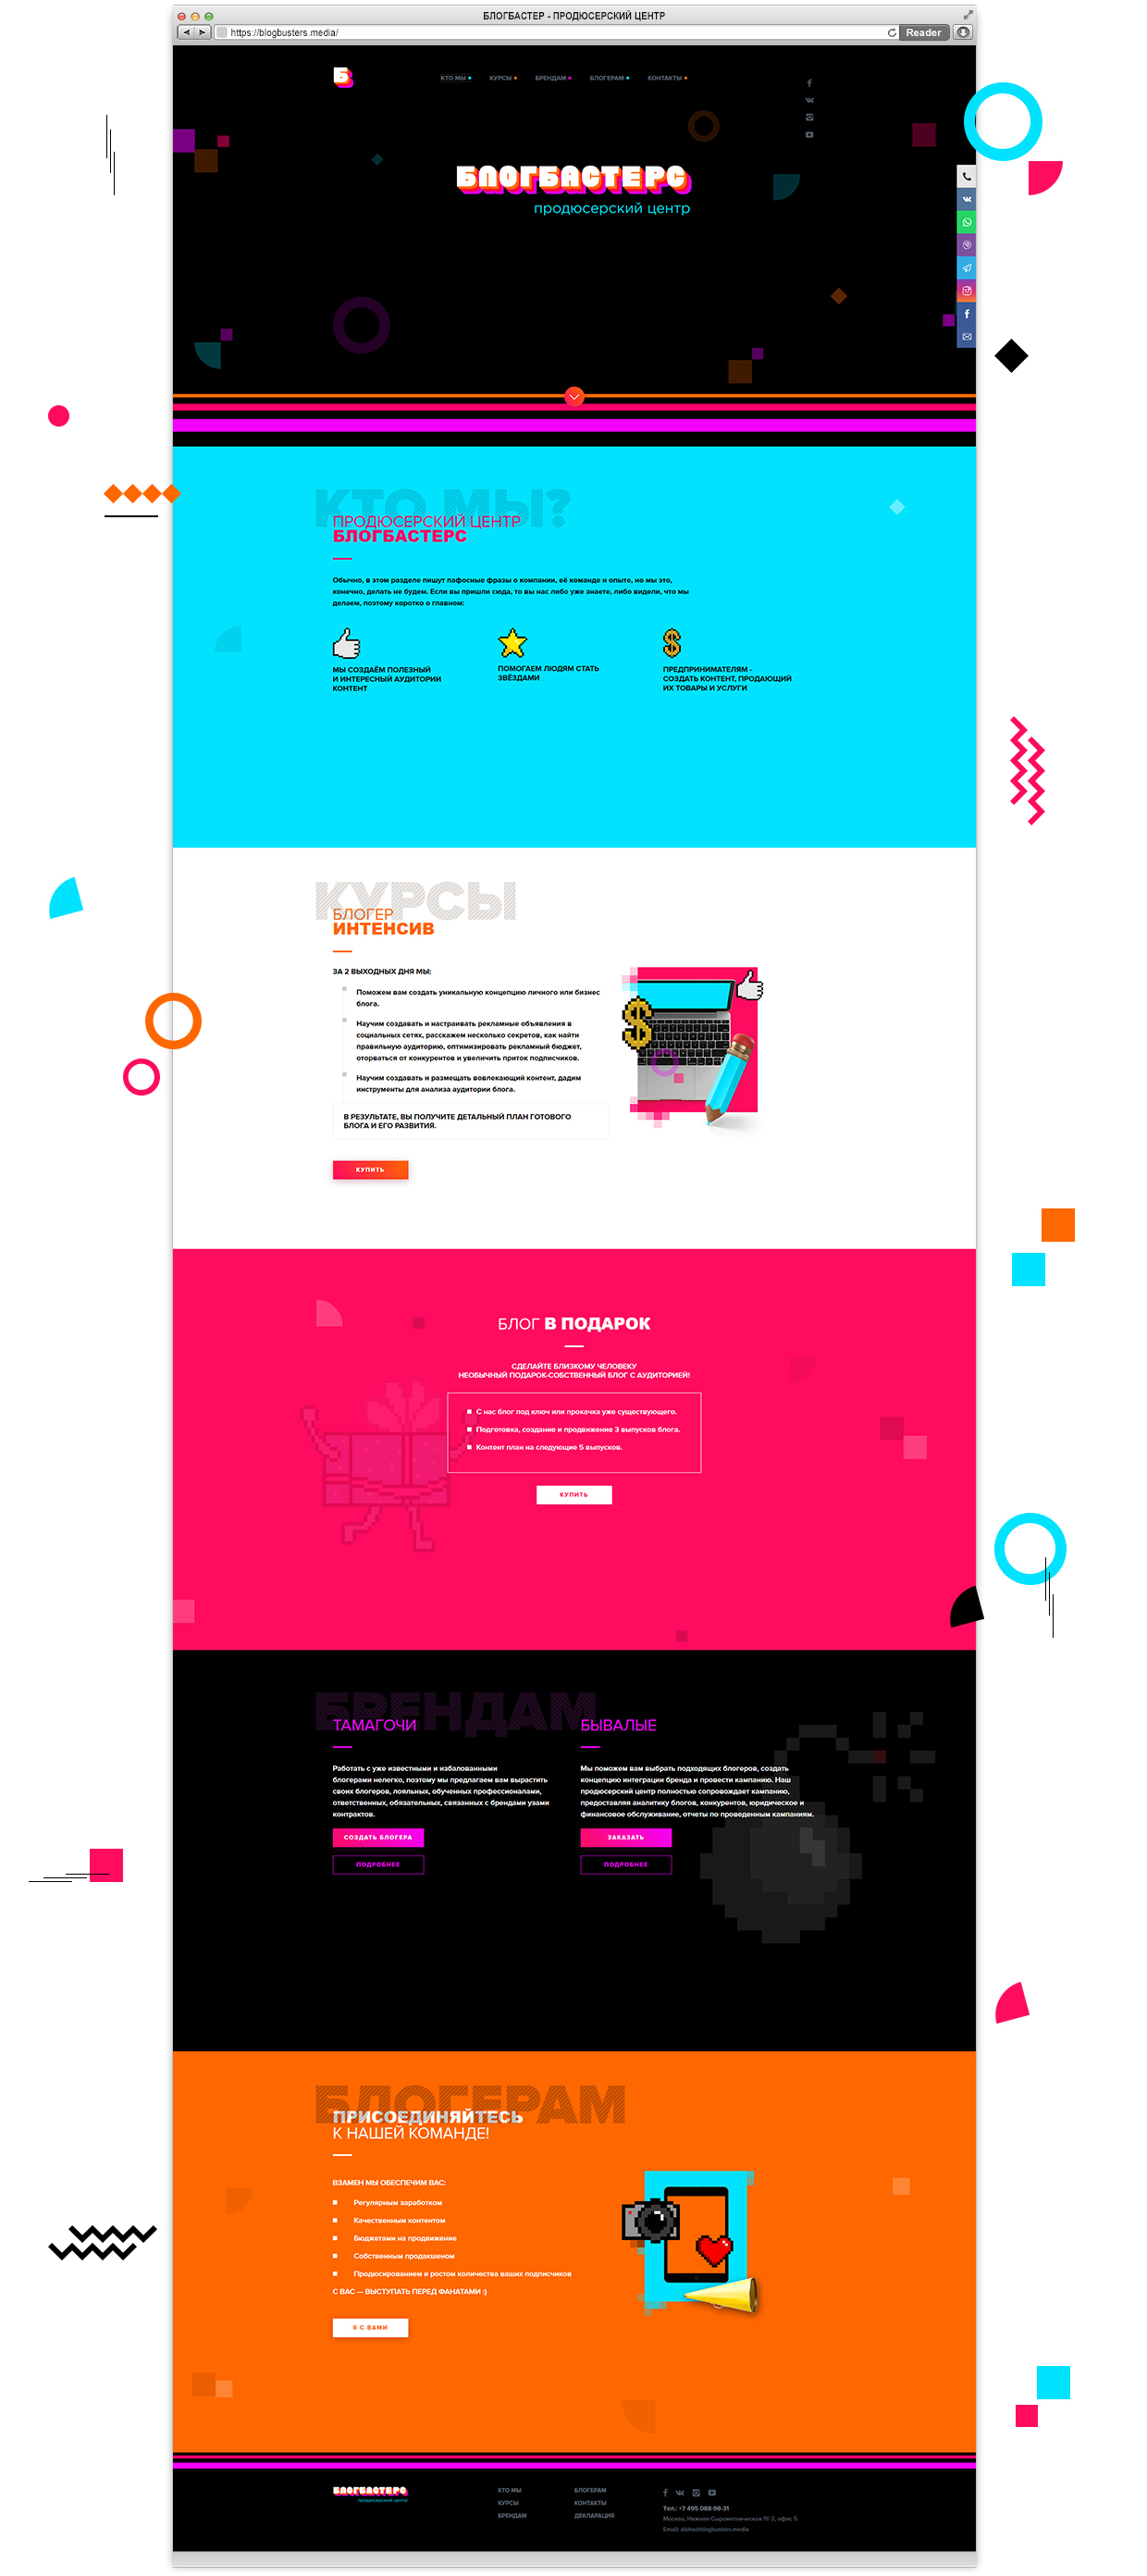 БЛОГБАСТЕР - ПРОДЮСЕРСКИЙ ЦЕНТР
https://blogbusters.media/
Reader
Б
КТО МЫ
КУРСЫ
БРЕНДАМ
БЛОГЕРАМ
КОНТАКТЫ
БЛОГБАСТЕРС
продюсерский центр
КТО МЫ?
ПРОДЮСЕРСКИЙ ЦЕНТР
БЛОГБАСТЕРС
Обычно, в этом разделе пишут пафосные фразы о компании, её команде и опыте, но мы это,
конечно, делать не будем. Если вы пришли сюда, то вы нас либо уже знаете, либо видели, что мы
делаем, поэтому коротко о главном:
МЫ СОЗДАЁМ ПОЛЕЗНЫЙ
И ИНТЕРЕСНЫЙ АУДИТОРИИ
КОНТЕНТ
ПОМОГАЕМ ЛЮДЯМ СТАТЬ
ЗВЁЗДАМИ
ПРЕДПРИНИМАТЕЛЯМ -
СОЗДАТЬ КОНТЕНТ, ПРОДАЮЩИЙ
ИХ ТОВАРЫ И УСЛУГИ
КУРСЫ
БЛОГЕР
ИНТЕНСИВ
ЗА 2 ВЫХОДНЫХ ДНЯ МЫ:
Поможем вам создать уникальную концепцию личного или бизнес
блога.
Научим создавать и настраивать рекламные объявления в
социальных сетях, расскажем несколько секретов, как найти
правильную аудиторию, оптимизировать рекламный бюджет,
оторваться от конкурентов и увеличить приток подписчиков.
Научим создавать и размещать вовлекающий контент, дадим
инструменты для анализа аудитории блога.
В РЕЗУЛЬТАТЕ, ВЫ ПОЛУЧИТЕ ДЕТАЛЬНЫЙ ПЛАН ГОТОВОГО
БЛОГА И ЕГО РАЗВИТИЯ.
КУПИТЬ
БЛОГ В ПОДАРОК
СДЕЛАЙТЕ БЛИЗКОМУ ЧЕЛОВЕКУ
НЕОБЫЧНЫЙ ПОДАРОК-СОБСТВЕННЫЙ БЛОГ С АУДИТОРИЕЙ!
С нас блог под ключ или прокачка уже существующего.
Подготовка, создание и продвижение 3 выпусков блога.
Контент план на следующие 5 выпусков.
КУПИТЬ
БРЕНДАМ
ТАМАГОЧИ
Работать с уже известными и избалованными
блогерами нелегко, поэтому мы предлагаем вам вырастить
своих блогеров, лояльных, обученных профессионалами,
ответственных, обязательных, связанных с брендами узами
контрактов.
СОЗДАТЬ БЛОГЕРА
ПОДРОБНЕЕ
БЫВАЛЫЕ
Мы поможем вам выбрать подходящих блогеров, создать
концепцию интеграции бренда и провести кампанию. Наш
продюсерский центр полностью сопровождает кампанию,
предоставляя аналитику блогов, конкурентов, юридическое и
финансовое обслуживание, отчеты по проведенным кампаниям.
ЗАКАЗАТЬ
ПОДРОБНЕЕ
БЛОГЕРАМ
ПРИСОЕДИНЯЙТЕСЬ
К НАШЕЙ КОМАНДЕ!
ВЗАМЕН МЫ ОБЕСПЕЧИМ ВАС:
Регулярным заработком
Качественным контентом
Бюджетами на продвижение
Собственным продакшеном
Продюсированием и ростом количества ваших подписчиков
С ВАС — ВЫСТУПАТЬ ПЕРЕД ФАНАТАМИ :)
Я С ВАМИ
БЛОГБАСТЕРС
продюсерский центр
КТО МЫ
КУРСЫ
БРЕНДАМ
БЛОГЕРАМ
КОНТАКТЫ
ДЕКЛАРАЦИЯ
Тел.: +7 495 088-98-31
Москва, Нижняя Сыромятническая 11/ 2, офис 5
Email: aloha@blogbusters.media